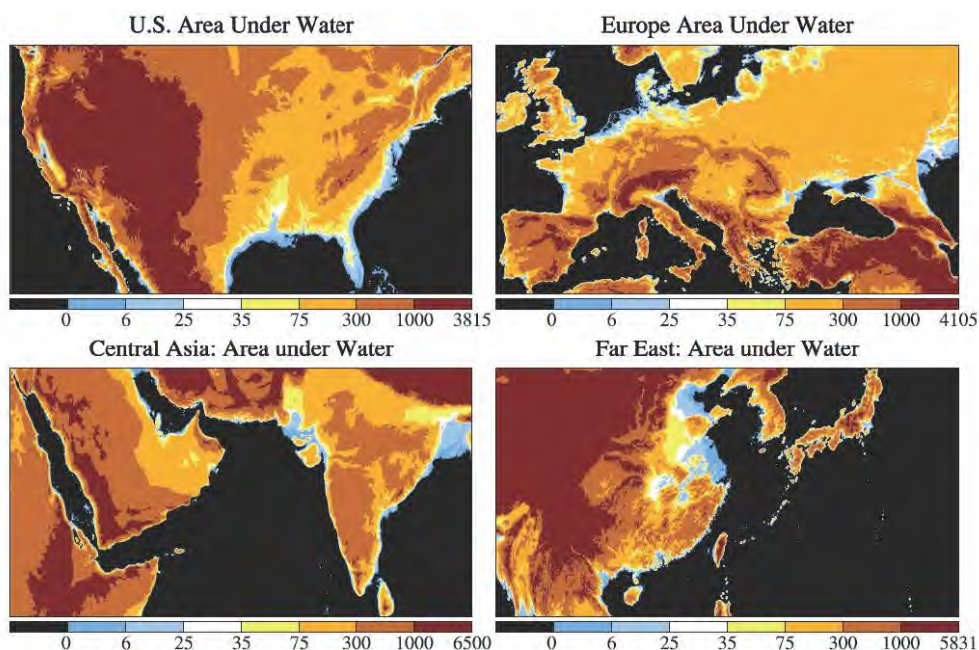 U.S. Area Under Water
Europe Area Under Water
0 6 25 35 75 300 1000 3815
0 6 25 35 75 300 1000 4105
Central Asia: Area under Water
Far East: Area under Water
0 6 25 35 75 300 1000 6500
0 6 25 35 75 300 1000 5831